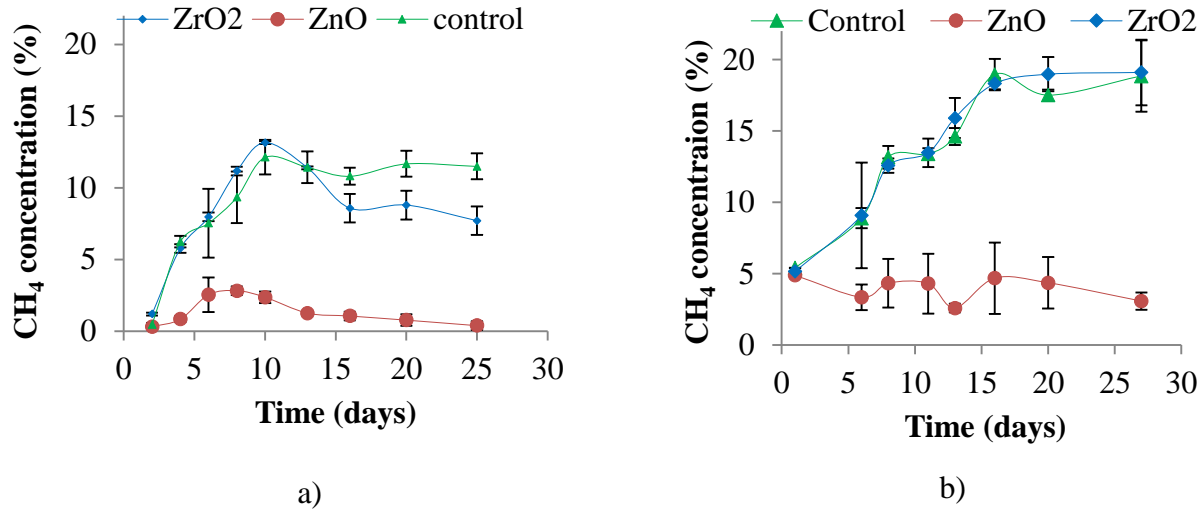 ZrO2 ZnO control
CH4 concentration (%)
20
15
10
5
0
0 5 10 15 20 25 30
Time (days)
a)
Control ZnO ZrO2
CH4 concentraion (%)
20
15
10
5
0
0 5 10 15 20 25 30
Time (days)
b)